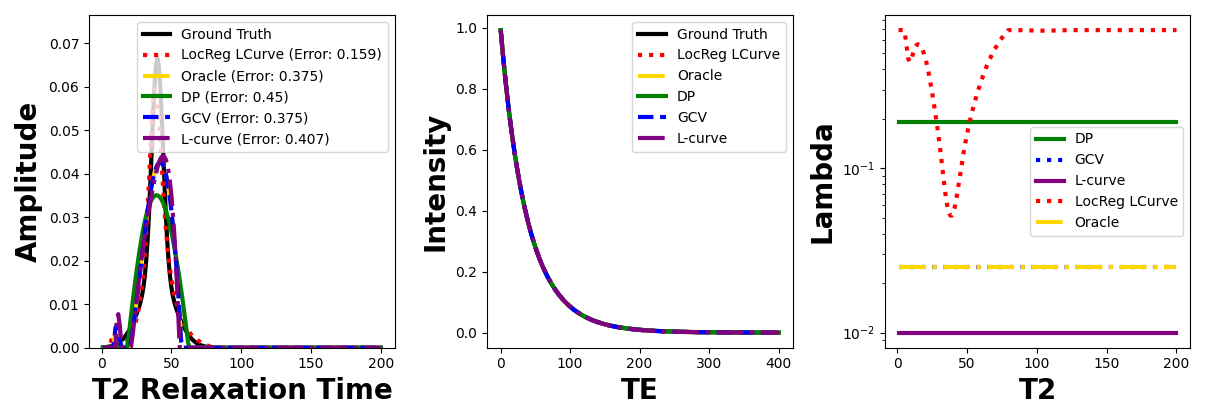 Amplitude
0.07
0.06
0.05
0.04
0.03
0.02
0.01
0.00
Ground Truth
LocReg LCurve (Error: 0.159)
Oracle (Error: 0.375)
DP (Error: 0.45)
GCV (Error: 0.375)
L-curve (Error: 0.407)
0 50 100 150 200
T2 Relaxation Time
Intensity
1.0
0.8
0.6
0.4
0.2
0.0
Ground Truth
LocReg LCurve
Oracle
DP
GCV
L-curve
0 100 200 300 400
TE
Lambda
10⁻¹
10⁻²
DP
GCV
L-curve
LocReg LCurve
Oracle
0 50 100 150 200
T2